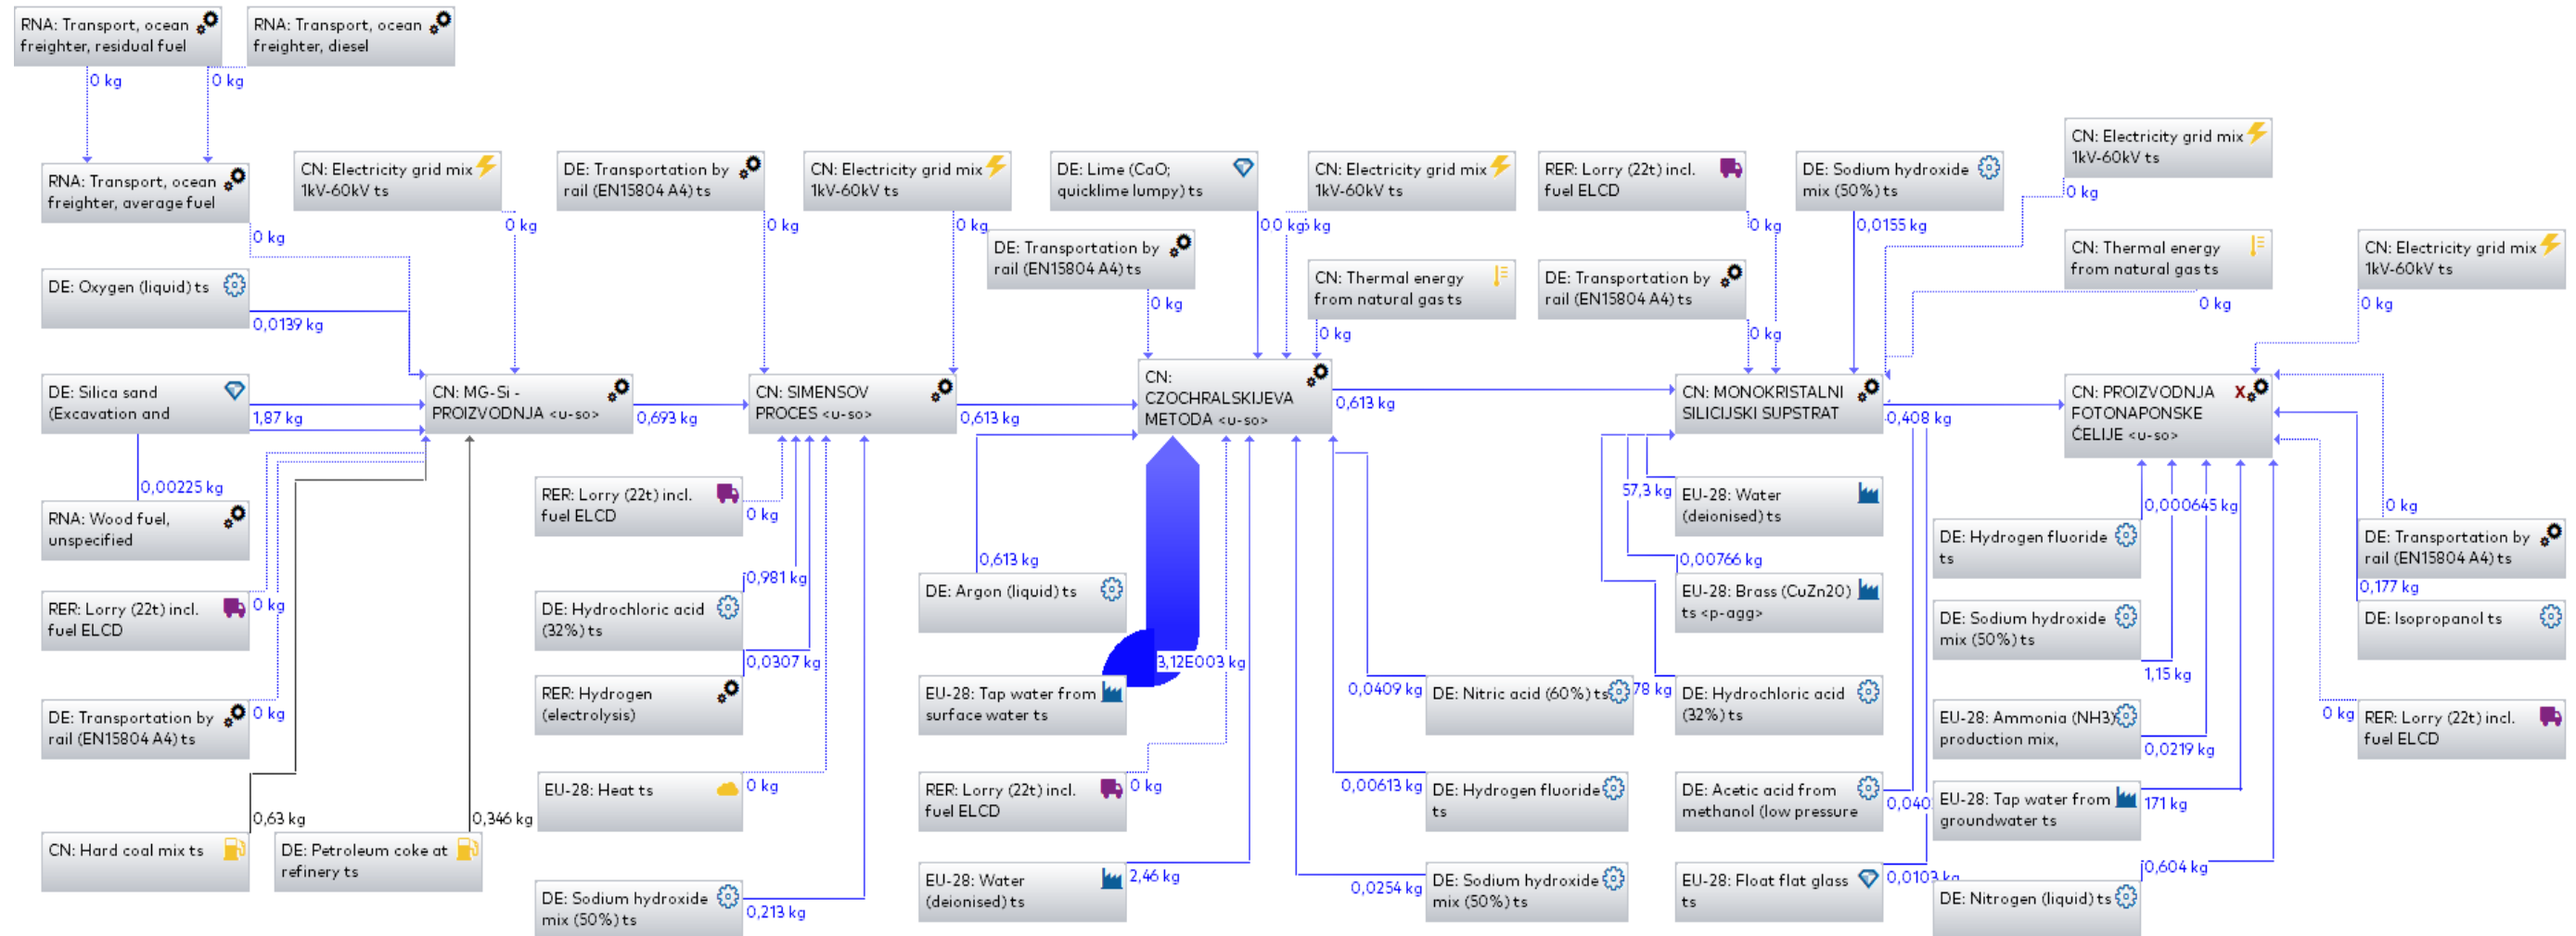 RNA: Transport, ocean
freighter, residual fuel
RNA: Transport, ocean
freighter, diesel
0 kg
0 kg
RNA: Transport, ocean
freighter, average fuel
0 kg
CN: Electricity grid mix
1kV-60kV ts
0 kg
DE: Transportation by
rail (EN15804 A4) ts
0 kg
CN: Electricity grid mix
1kV-60kV ts
0 kg
DE: Lime (CaO;
quicklime lumpy) ts
DE: Transportation by
rail (EN15804 A4) ts
0 kg
CN: Electricity grid mix
1kV-60kV ts
CN: Thermal energy
from natural gas ts
0 kg
RER: Lorry (22t) incl.
fuel ELCD
0 kg
DE: Transportation by
rail (EN15804 A4) ts
0 kg
DE: Sodium hydroxide
mix (50%) ts
0,0155 kg
CN: Electricity grid mix
1kV-60kV ts
0 kg
CN: Thermal energy
from natural gas ts
0 kg
CN: Electricity grid mix
1kV-60kV ts
0 kg
DE: Oxygen (liquid) ts
0,0139 kg
DE: Silica sand
(Excavation and
1,87 kg
0,00225 kg
CN: MG-Si -
PROIZVODNJA <u-so>
0,693 kg
CN: SIMENSOV
PROCES <u-so>
0,613 kg
CN:
CZOCHRALSKIJEVA
METODA <u-so>
0,613 kg
CN: MONOKRISTALNI
SILICIJSKI SUPSTRAT
0,408 kg
CN: PROIZVODNJA
FOTONAPONSKE
ĆELIJE <u-so>
RNA: Wood fuel,
unspecified
RER: Lorry (22t) incl.
fuel ELCD
0 kg
DE: Transportation by
rail (EN15804 A4) ts
0 kg
0,63 kg
CN: Hard coal mix ts
0,346 kg
DE: Petroleum coke at
refinery ts
RER: Lorry (22t) incl.
fuel ELCD
0 kg
0,981 kg
DE: Hydrochloric acid
(32%) ts
0,0307 kg
RER: Hydrogen
(electrolysis)
EU-28: Heat ts
0 kg
DE: Sodium hydroxide
mix (50%) ts
0,213 kg
0,613 kg
DE: Argon (liquid) ts
3,12E003 kg
EU-28: Tap water from
surface water ts
RER: Lorry (22t) incl.
fuel ELCD
0 kg
EU-28: Water
(deionised) ts
2,46 kg
0,0409 kg
DE: Nitric acid (60%) ts
0,00613 kg
DE: Hydrogen fluoride
ts
0,0254 kg
DE: Sodium hydroxide
mix (50%) ts
57,3 kg
EU-28: Water
(deionised) ts
0,00766 kg
EU-28: Brass (CuZn20)
ts <p-agg>
DE: Hydrochloric acid
(32%) ts
DE: Acetic acid from
methanol (low pressure
EU-28: Float flat glass
ts
0,0103 kg
0,000645 kg
DE: Hydrogen fluoride
ts
DE: Sodium hydroxide
mix (50%) ts
1,15 kg
EU-28: Ammonia (NH3)
production mix,
0,0219 kg
EU-28: Tap water from
groundwater ts
171 kg
0,604 kg
DE: Nitrogen (liquid) ts
0 kg
DE: Transportation by
rail (EN15804 A4) ts
0,177 kg
DE: Isopropanol ts
0 kg
RER: Lorry (22t) incl.
fuel ELCD